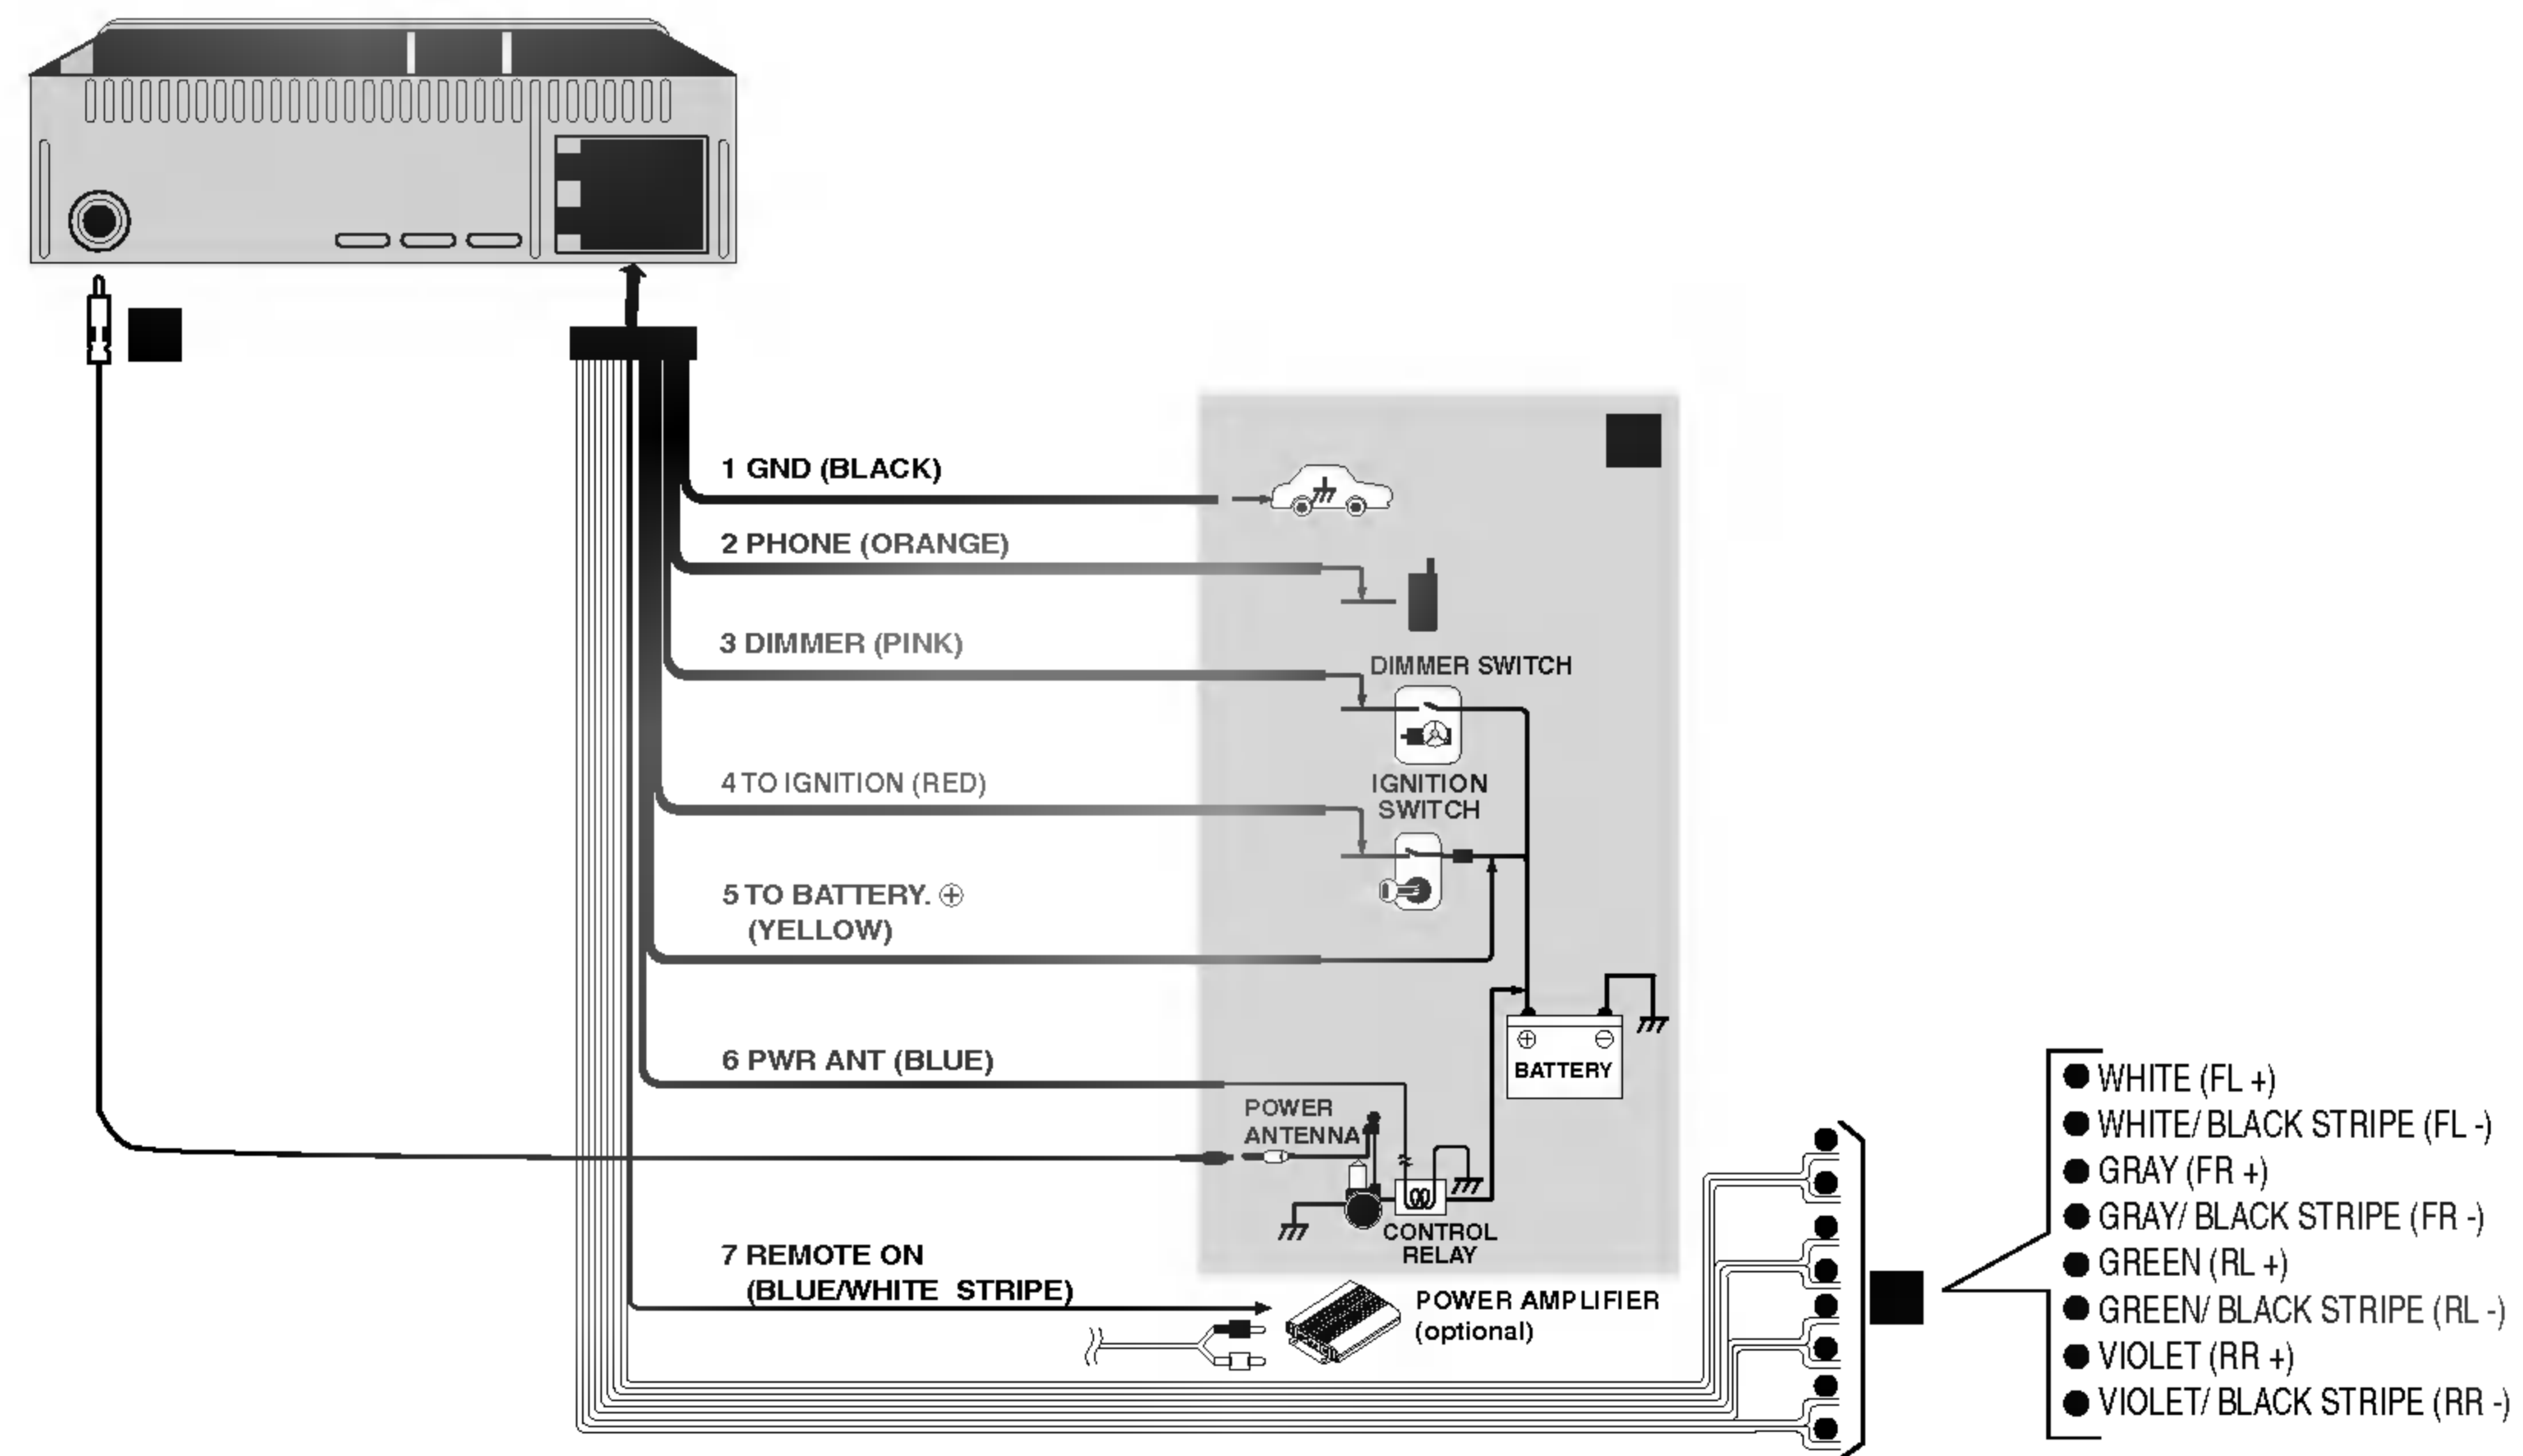 1 GND (BLACK)
2 PHONE (ORANGE)
3 DIMMER (PINK)
DIMMER SWITCH
4 TO IGNITION (RED)
IGNITION
SWITCH
5 TO BATTERY. ⊕
(YELLOW)
⊕ ⊖
BATTERY
6 PWR ANT (BLUE)
POWER
ANTENNA
CONTROL
RELAY
7 REMOTE ON
(BLUE/WHITE STRIPE)
POWER AMPLIFIER
(optional)
● WHITE (FL +)
● WHITE/ BLACK STRIPE (FL -)
● GRAY (FR +)
● GRAY/ BLACK STRIPE (FR -)
● GREEN (RL +)
● GREEN/ BLACK STRIPE (RL -)
● VIOLET (RR +)
● VIOLET/ BLACK STRIPE (RR -)